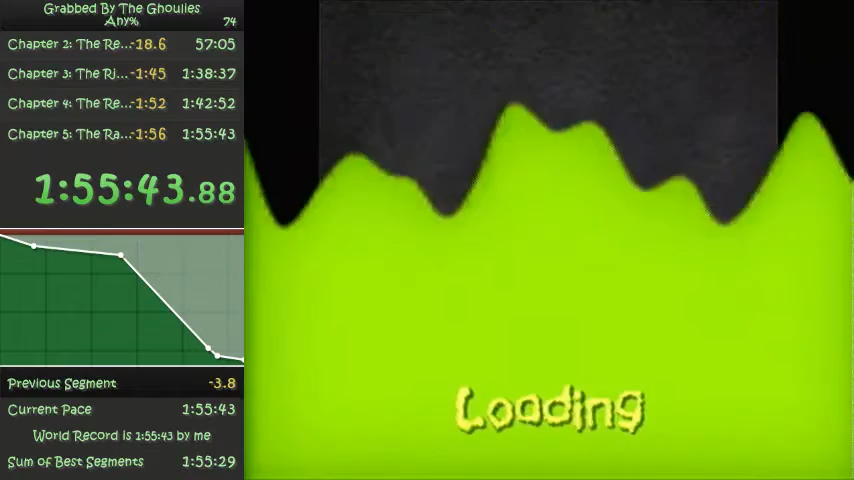 Grabbed By The Ghoulies
Any% 74
Chapter 2: The Re... -18.6 57:05
Chapter 3: The Rj... -1:45 1:38:37
Chapter 4: The Re... -1:52 1:42:52
Chapter 5: The Ra... -1:56 1:55:43
1:55:43.88
Previous Segment -3.8
Current Pace 1:55:43
World Record is 1:55:43 by me
Sum of Best Segments 1:55:29
Loading